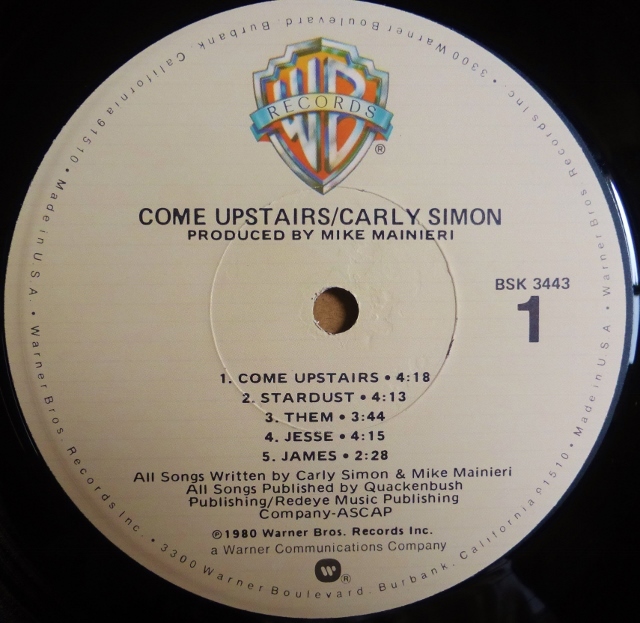 WB
RECORDS
®
COME UPSTAIRS/CARLY SIMON
PRODUCED BY MIKE MAINIERI
BSK 3443
1
1. COME UPSTAIRS • 4:18
2. STARDUST • 4:13
3. THEM • 3:44
4. JESSE • 4:15
5. JAMES • 2:28
All Songs Written by Carly Simon & Mike Mainieri
All Songs Published by Quackenbush
Publishing/Redeye Music Publishing
Company-ASCAP
℗1980 Warner Bros. Records Inc.
a Warner Communications Company
W®
Warner Bros. Records Inc. • 3300 Warner Boulevard, Burbank, California 91510 • Made in U S A •
Warner Bros. Records Inc. • 3300 Warner Boulevard, Burbank, California 91510 • Made in U S A •